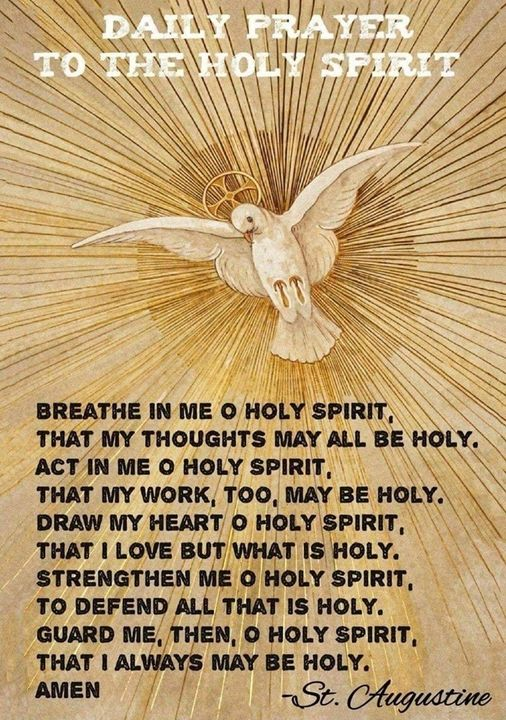 DAILY PRAYER
TO THE HOLY SPIRIT
BREATHE IN ME O HOLY SPIRIT,
THAT MY THOUGHTS MAY ALL BE HOLY.
ACT IN ME O HOLY SPIRIT,
THAT MY WORK, TOO, MAY BE HOLY.
DRAW MY HEART O HOLY SPIRIT,
THAT I LOVE BUT WHAT IS HOLY.
STRENGTHEN ME O HOLY SPIRIT,
TO DEFEND ALL THAT IS HOLY.
GUARD ME, THEN, O HOLY SPIRIT,
THAT I ALWAYS MAY BE HOLY.
AMEN
-St. Augustine